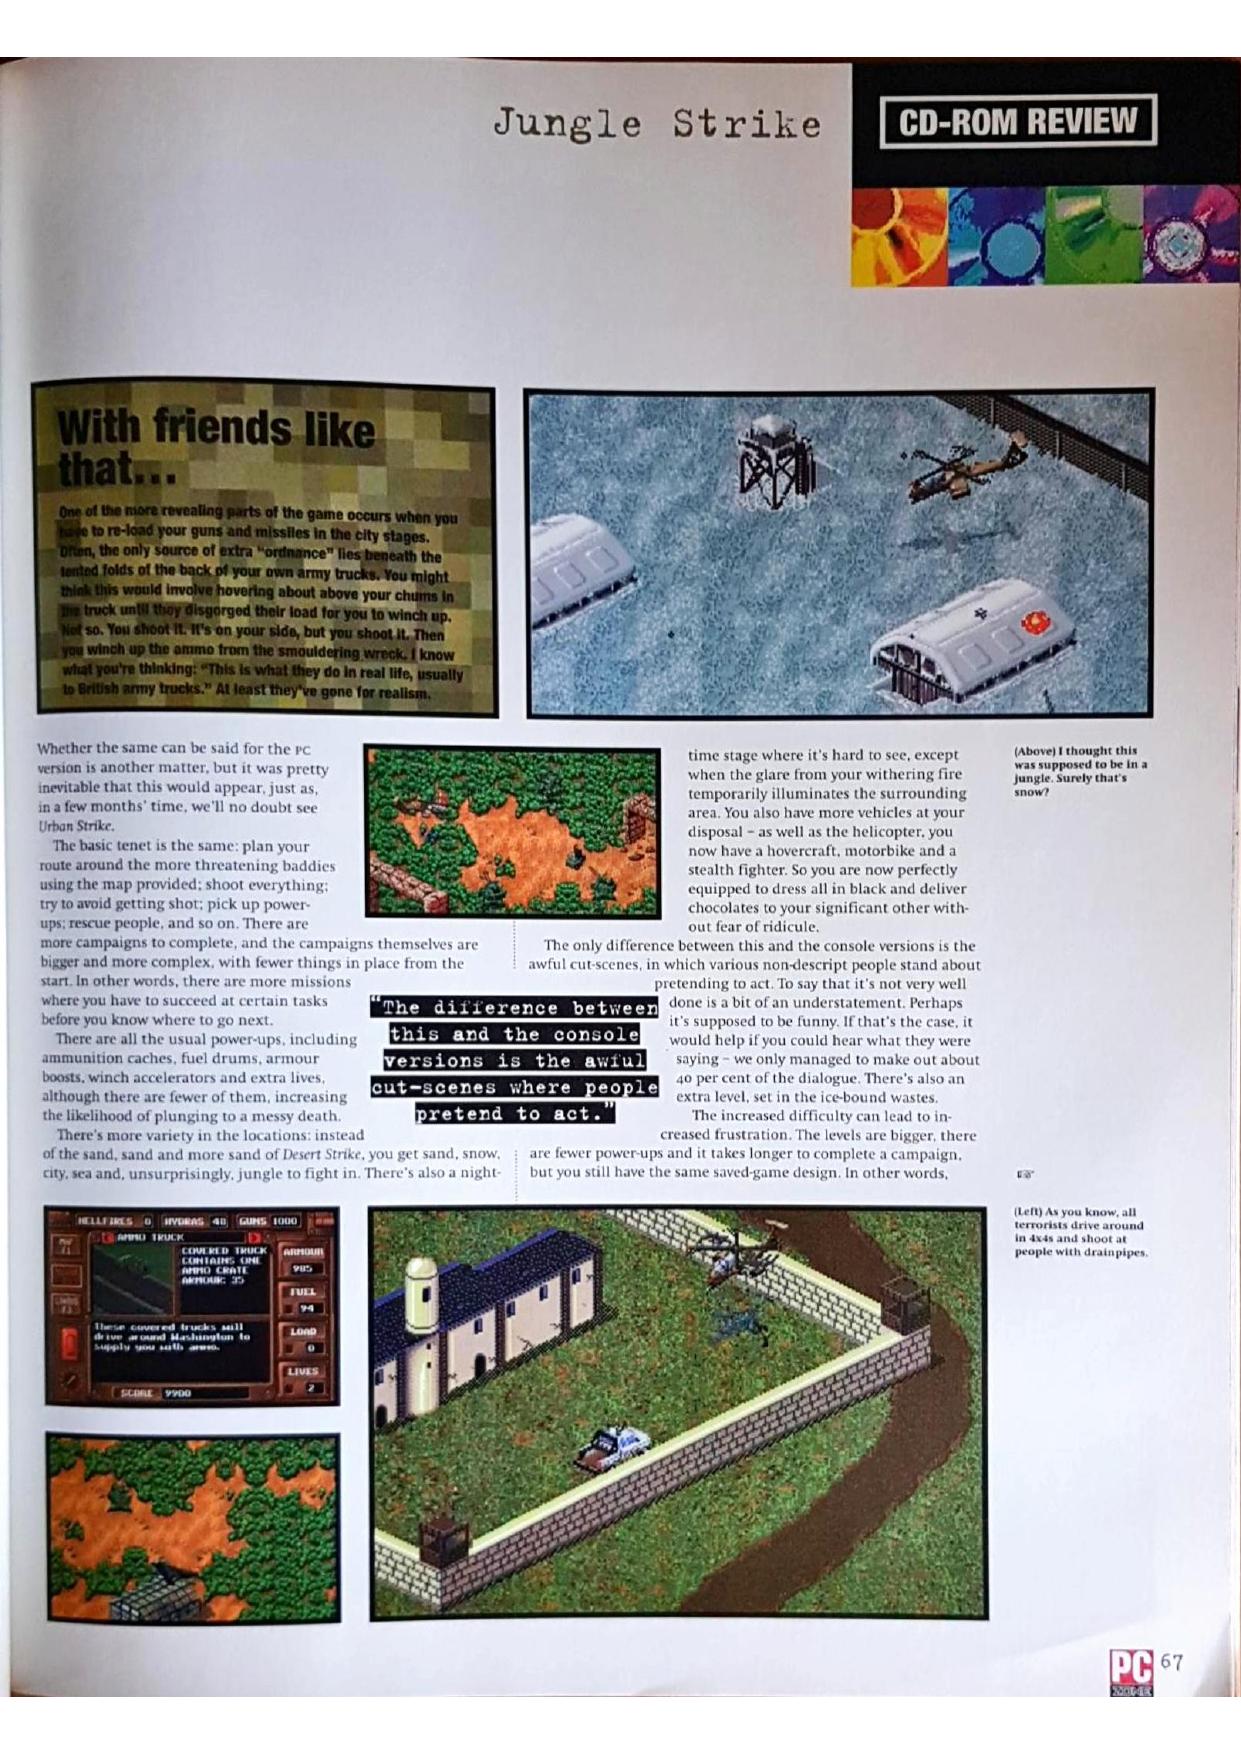 Jungle Strike
CD-ROM REVIEW
With friends like
that...
One of the more revealing parts of the game occurs when you
have to re-load your guns and missiles in the city stages.
Often, the only source of extra "ordnance" lies beneath the
tented folds of the back of your own army trucks. You might
think this would involve hovering about above your chums in
the truck until they disgorged their load for you to winch up.
Not so. You shoot it. It's on your side, but you shoot it. Then
you winch up the ammo from the smouldering wreck. I know
what you're thinking: "This is what they do in real life, usually
to British army trucks." At least they've gone for realism.
Whether the same can be said for the PC
version is another matter, but it was pretty
inevitable that this would appear, just as,
in a few months' time, we'll no doubt see
Urban Strike.
The basic tenet is the same: plan your
route around the more threatening baddies
using the map provided; shoot everything;
try to avoid getting shot; pick up power-
ups; rescue people, and so on. There are
more campaigns to complete, and the campaigns themselves are
bigger and more complex, with fewer things in place from the
start. In other words, there are more missions
where you have to succeed at certain tasks
before you know where to go next.
There are all the usual power-ups, including
ammunition caches, fuel drums, armour
boosts, winch accelerators and extra lives,
although there are fewer of them, increasing
the likelihood of plunging to a messy death.
There's more variety in the locations: instead
of the sand, sand and more sand of Desert Strike, you get sand, snow,
city, sea and, unsurprisingly, jungle to fight in. There's also a night-
"The difference between
this and the console
versions is the awful
cut-scenes where people
pretend to act."
time stage where it's hard to see, except
when the glare from your withering fire
temporarily illuminates the surrounding
area. You also have more vehicles at your
disposal – as well as the helicopter, you
now have a hovercraft, motorbike and a
stealth fighter. So you are now perfectly
equipped to dress all in black and deliver
chocolates to your significant other with-
out fear of ridicule.
The only difference between this and the console versions is the
awful cut-scenes, in which various non-descript people stand about
pretending to act. To say that it's not very well
done is a bit of an understatement. Perhaps
it's supposed to be funny. If that's the case, it
would help if you could hear what they were
saying – we only managed to make out about
40 per cent of the dialogue. There's also an
extra level, set in the ice-bound wastes.
The increased difficulty can lead to in-
creased frustration. The levels are bigger, there
are fewer power-ups and it takes longer to complete a campaign,
but you still have the same saved-game design. In other words,
(Above) I thought this
was supposed to be in a
jungle. Surely that's
snow?
(Left) As you know, all
terrorists drive around
in 4x4s and shoot at
people with drainpipes.
HELLFIRES 0 HYDRAS 40 GUNS 1000
AMMO TRUCK
COVERED TRUCK
CONTAINS ONE
AMMO CRATE
ARMOUR: 35
ARMOUR
985
FUEL
94
LOAD
0
LIVES
2
These covered trucks will
drive around Washington to
supply you with ammo.
SCORE 9900
PC
ZONE
67